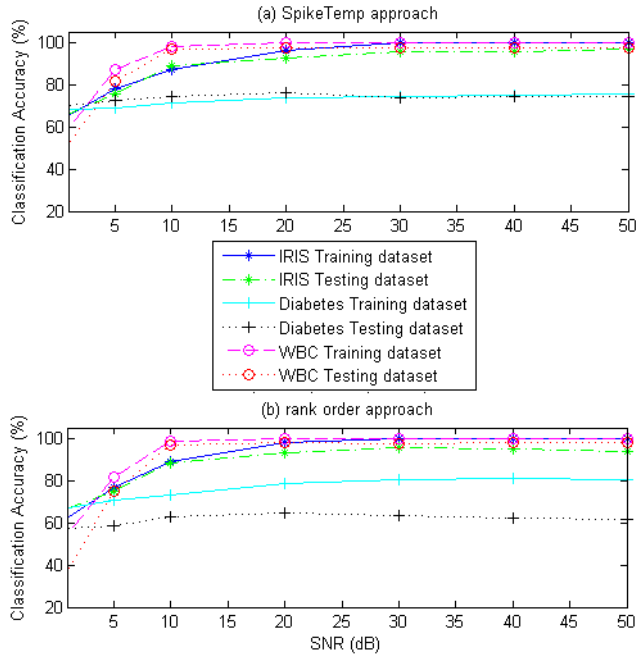 (a) SpikeTemp approach
Classification Accuracy (%)
100
80
60
40
20
5 10 15 20 25 30 35 40 45 50
IRIS Training dataset
IRIS Testing dataset
Diabetes Training dataset
Diabetes Testing dataset
WBC Training dataset
WBC Testing dataset
(b) rank order approach
Classification Accuracy (%)
100
80
60
40
20
5 10 15 20 25 30 35 40 45 50
SNR (dB)